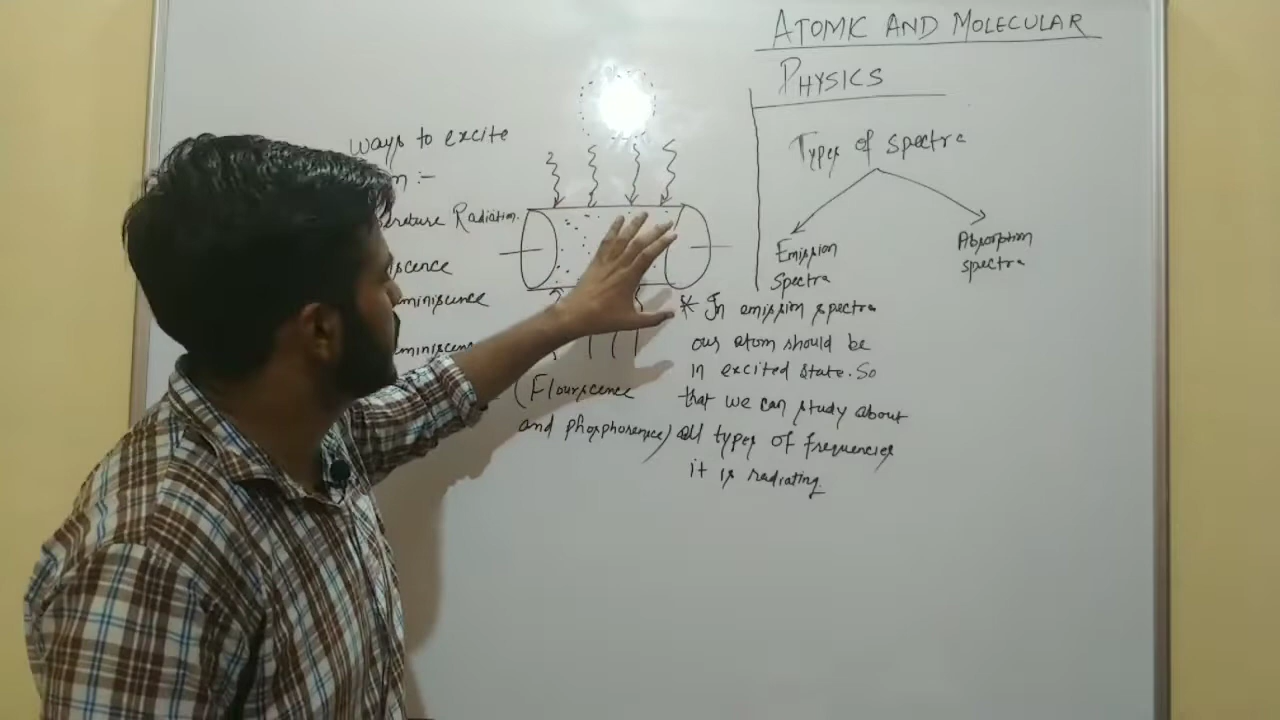 ATOMIC AND MOLECULAR
PHYSICS
Types of spectra
Emission
Spectra
Absorption
spectra
ways to excite
:-
Radiation.
(Flourscence
and phosphorence)
* In emission spectra
our atom should be
in excited state. So
that we can study about
all types of frequencies
it is radiating